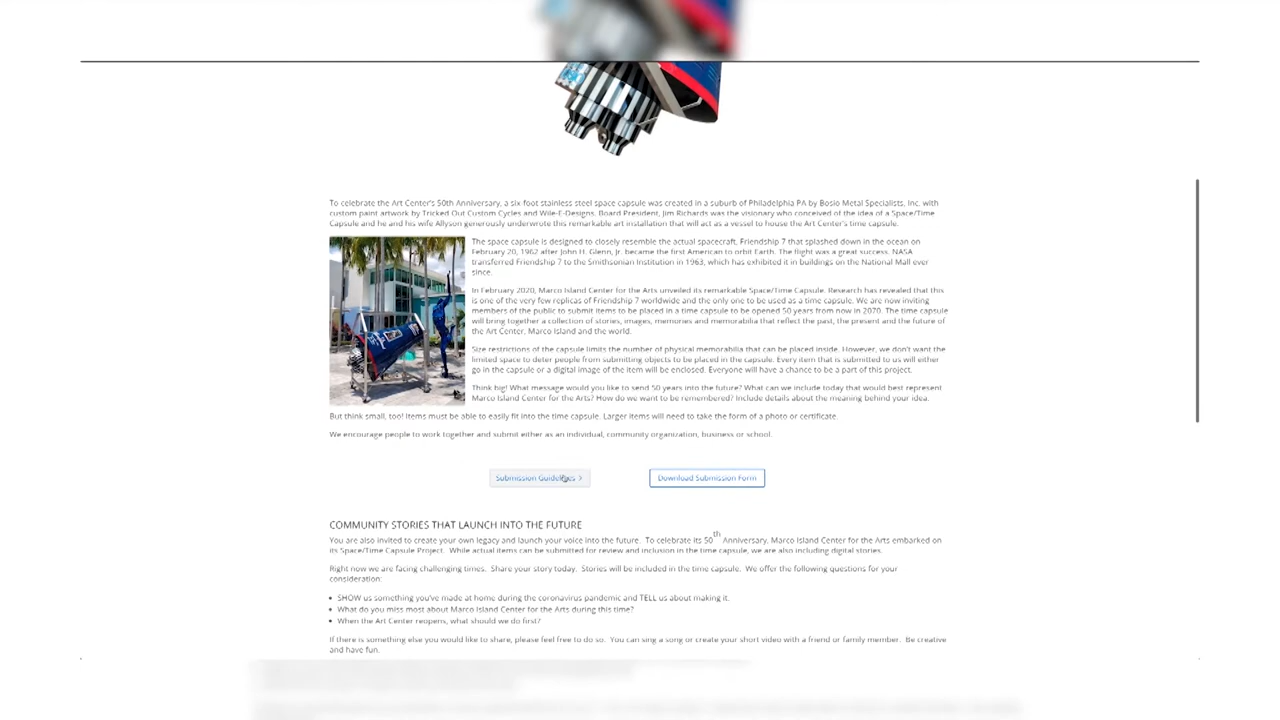 To celebrate the Art Center's 50th Anniversary, a six-foot stainless steel space capsule was created in a suburb of Philadelphia PA by Bosio Metal Specialists, Inc. with
custom paint artwork by Tricked Out Custom Cycles and Wile-E-Designs. Board President, Jim Richards was the visionary who conceived of the idea of a Space/Time
Capsule and he and his wife Allyson generously underwrote this remarkable art installation that will act as a vessel to house the Art Center's time capsule.
The space capsule is designed to closely resemble the actual spacecraft, Friendship 7 that splashed down in the ocean on
February 20, 1962 after John H. Glenn, Jr. became the first American to orbit Earth. The flight was a great success. NASA
transferred Friendship 7 to the Smithsonian Institution in 1963, which has exhibited it in buildings on the National Mall ever
since.
In February 2020, Marco Island Center for the Arts unveiled its remarkable Space/Time Capsule. Research has revealed that this
is one of the very few replicas of Friendship 7 worldwide and the only one to be used as a time capsule. We are now inviting
members of the public to submit items to be placed in a time capsule to be opened 50 years from now in 2070. The time capsule
will bring together a collection of stories, images, memories and memorabilia that reflect the past, the present and the future of
the Art Center, Marco Island and the world.
Size restrictions of the capsule limits the number of physical memorabilia that can be placed inside. However, we don't want the
limited space to deter people from submitting objects to be placed in the capsule. Every item that is submitted to us will either
go in the capsule or a digital image of the item will be enclosed. Everyone will have a chance to be a part of this project.
Think big! What message would you like to send 50 years into the future? What can we include today that would best represent
Marco Island Center for the Arts? How do we want to be remembered? Include details about the meaning behind your idea.
But think small, too! Items must be able to easily fit into the time capsule. Larger items will need to take the form of a photo or certificate.
We encourage people to work together and submit either as an individual, community organization, business or school.
Submission Guidelines >
Download Submission Form
COMMUNITY STORIES THAT LAUNCH INTO THE FUTURE
You are also invited to create your own legacy and launch your voice into the future. To celebrate its 50th Anniversary, Marco Island Center for the Arts embarked on
its Space/Time Capsule Project. While actual items can be submitted for review and inclusion in the time capsule, we are also including digital stories.
Right now we are facing challenging times. Share your story today. Stories will be included in the time capsule. We offer the following questions for your
consideration:
• SHOW us something you've made at home during the coronavirus pandemic and TELL us about making it.
• What do you miss most about Marco Island Center for the Arts during this time?
• When the Art Center reopens, what should we do first?
If there is something else you would like to share, please feel free to do so. You can sing a song or create your short video with a friend or family member. Be creative
and have fun.